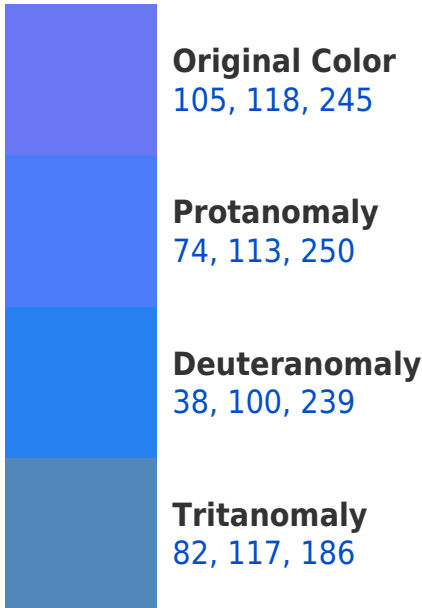 Original Color
105, 118, 245
Protanomaly
74, 113, 250
Deuteranomaly
38, 100, 239
Tritanomaly
82, 117, 186